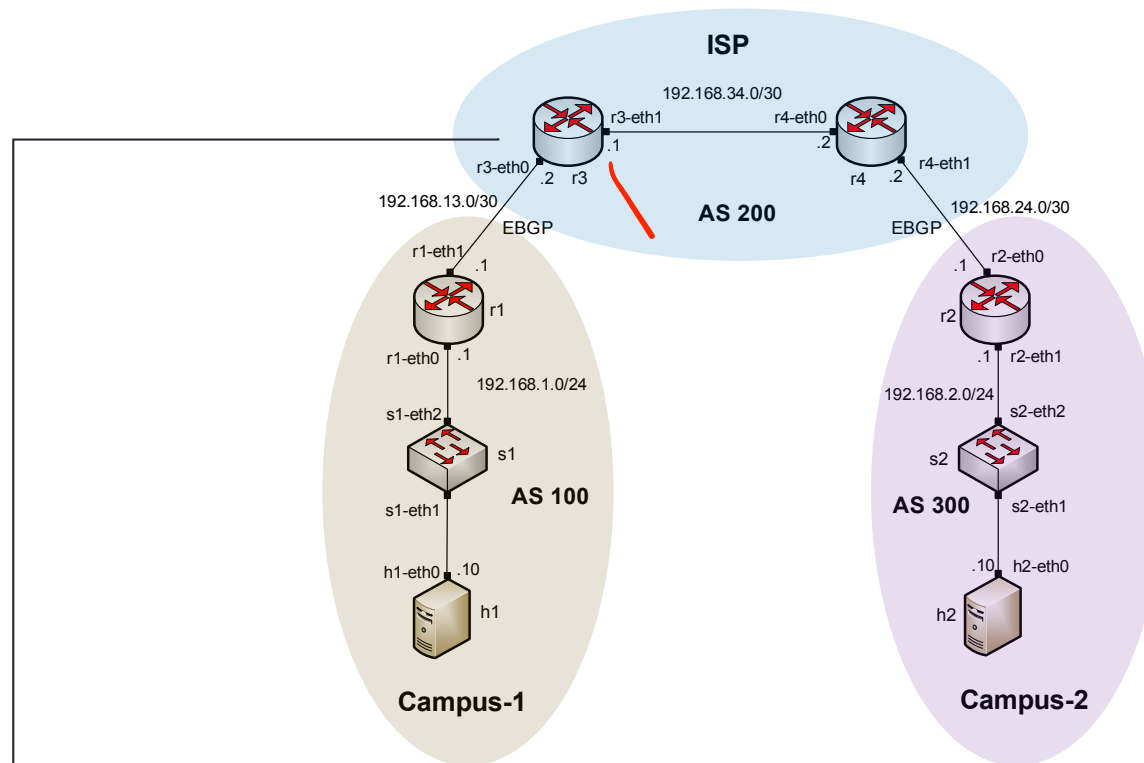 ISP
192.168.34.0/30
r3-eth1
r4-eth0
.1
.2
r3-eth0
.2
r3
r4
.2
r4-eth1
192.168.13.0/30
AS 200
192.168.24.0/30
EBGP
EBGP
r1-eth1
.1
.1
r2-eth0
r1
r2
r1-eth0
.1
.1
r2-eth1
192.168.1.0/24
192.168.2.0/24
s1-eth2
s2-eth2
s1
s2
AS 100
AS 300
s1-eth1
s2-eth1
h1-eth0
.10
.10
h2-eth0
h1
h2
Campus-1
Campus-2